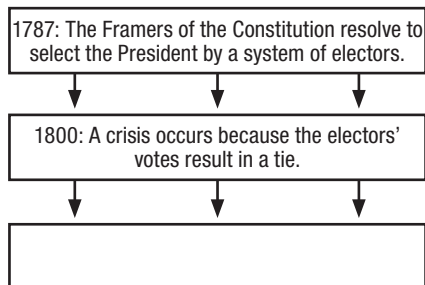 1787: The Framers of the Constitution resolve to
select the President by a system of electors.
1800: A crisis occurs because the electors'
votes result in a tie.